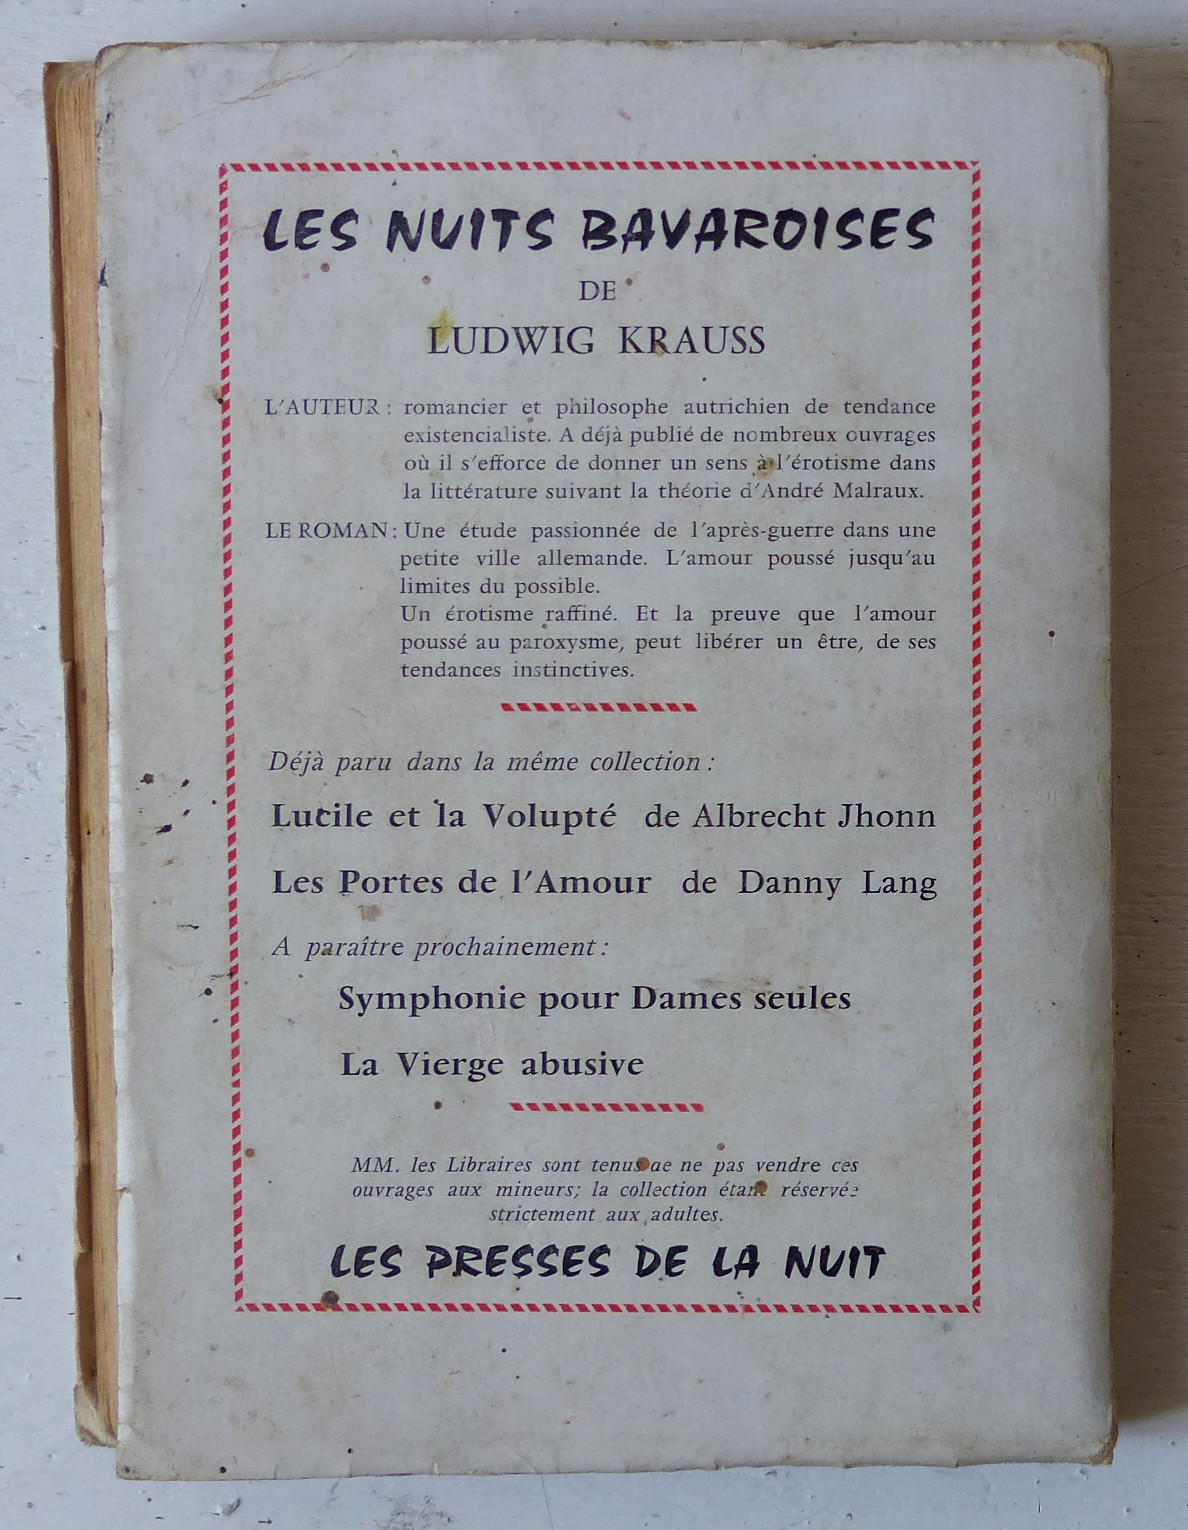 LES NUITS BAVAROISES
DE
LUDWIG KRAUSS
L'AUTEUR : romancier et philosophe autrichien de tendance
existencialiste. A déjà publié de nombreux ouvrages
où il s'efforce de donner un sens à l'érotisme dans
la littérature suivant la théorie d'André Malraux.
LE ROMAN : Une étude passionnée de l'après-guerre dans une
petite ville allemande. L'amour poussé jusqu'au
limites du possible.
Un érotisme raffiné. Et la preuve que l'amour
poussé au paroxysme, peut libérer un être, de ses
tendances instinctives.
Déjà paru dans la même collection :
Lucile et la Volupté de Albrecht Jhonn
Les Portes de l'Amour de Danny Lang
A paraître prochainement :
Symphonie pour Dames seules
La Vierge abusive
MM. les Libraires sont tenus de ne pas vendre ces
ouvrages aux mineurs; la collection étant réservée
strictement aux adultes.
LES PRESSES DE LA NUIT